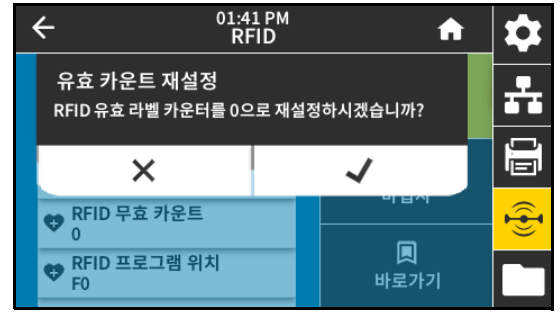 01:41 PM
RFID
유효 카운트 재설정
RFID 유효 라벨 카운터를 0으로 재설정하시겠습니까?
RFID 무효 카운트
0
RFID 프로그램 위치
F0
바로가기